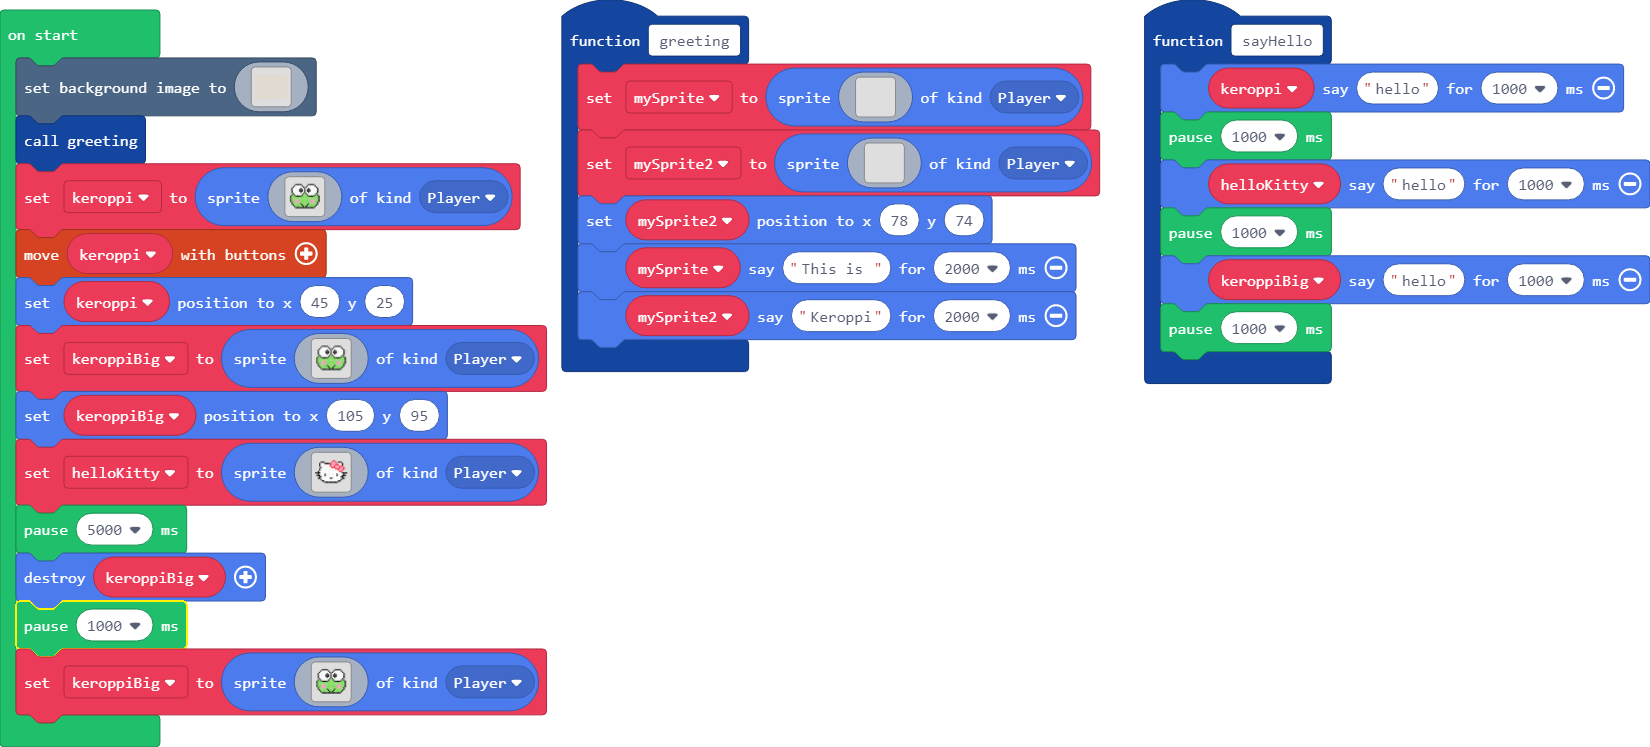 on start
set background image to
call greeting
set keroppi to sprite of kind Player
move keroppi with buttons
set keroppi position to x 45 y 25
set keroppiBig to sprite of kind Player
set keroppiBig position to x 105 y 95
set helloKitty to sprite of kind Player
pause 5000 ms
destroy keroppiBig
pause 1000 ms
set keroppiBig to sprite of kind Player
function greeting
set mySprite to sprite of kind Player
set mySprite2 to sprite of kind Player
set mySprite2 position to x 78 y 74
mySprite say "This is " for 2000 ms
mySprite2 say "Keroppi" for 2000 ms
function sayHello
keroppi say "hello" for 1000 ms
pause 1000 ms
helloKitty say "hello" for 1000 ms
pause 1000 ms
keroppiBig say "hello" for 1000 ms
pause 1000 ms